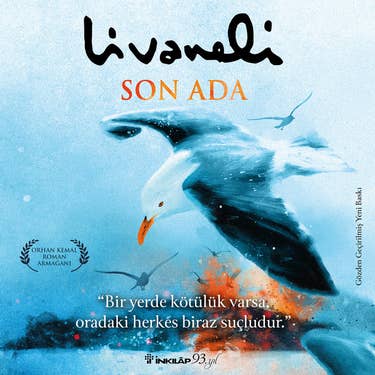 Livaneli
SON ADA
ORHAN KEMAL
ROMAN
ARMAĞANI
Gözden Geçirilmiş Yeni Baskı
“Bir yerde kötülük varsa,
oradaki herkes biraz suçludur.”
İNKILÂP 93.yıl